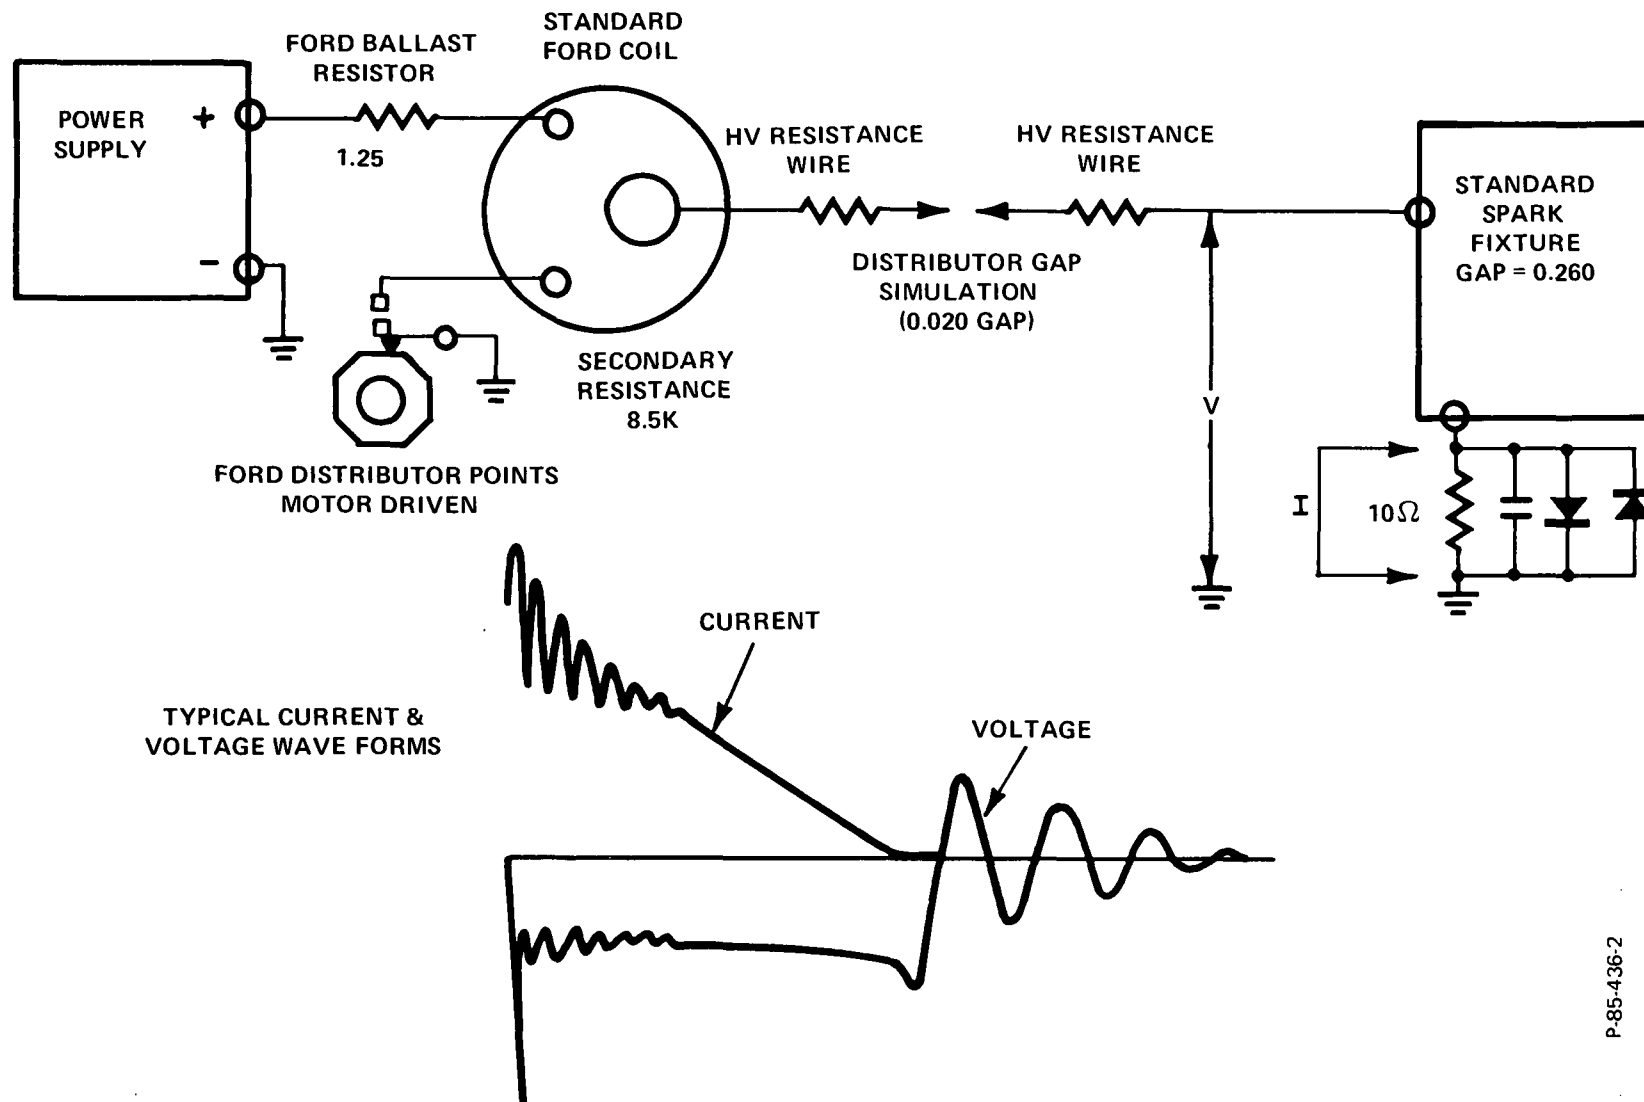 STANDARD
FORD COIL
FORD BALLAST
RESISTOR
POWER
SUPPLY
+
-
1.25
HV RESISTANCE
WIRE
HV RESISTANCE
WIRE
STANDARD
SPARK
FIXTURE
GAP = 0.260
DISTRIBUTOR GAP
SIMULATION
(0.020 GAP)
SECONDARY
RESISTANCE
8.5K
V
FORD DISTRIBUTOR POINTS
MOTOR DRIVEN
I
10Ω
CURRENT
TYPICAL CURRENT &
VOLTAGE WAVE FORMS
VOLTAGE
P-85-436-2